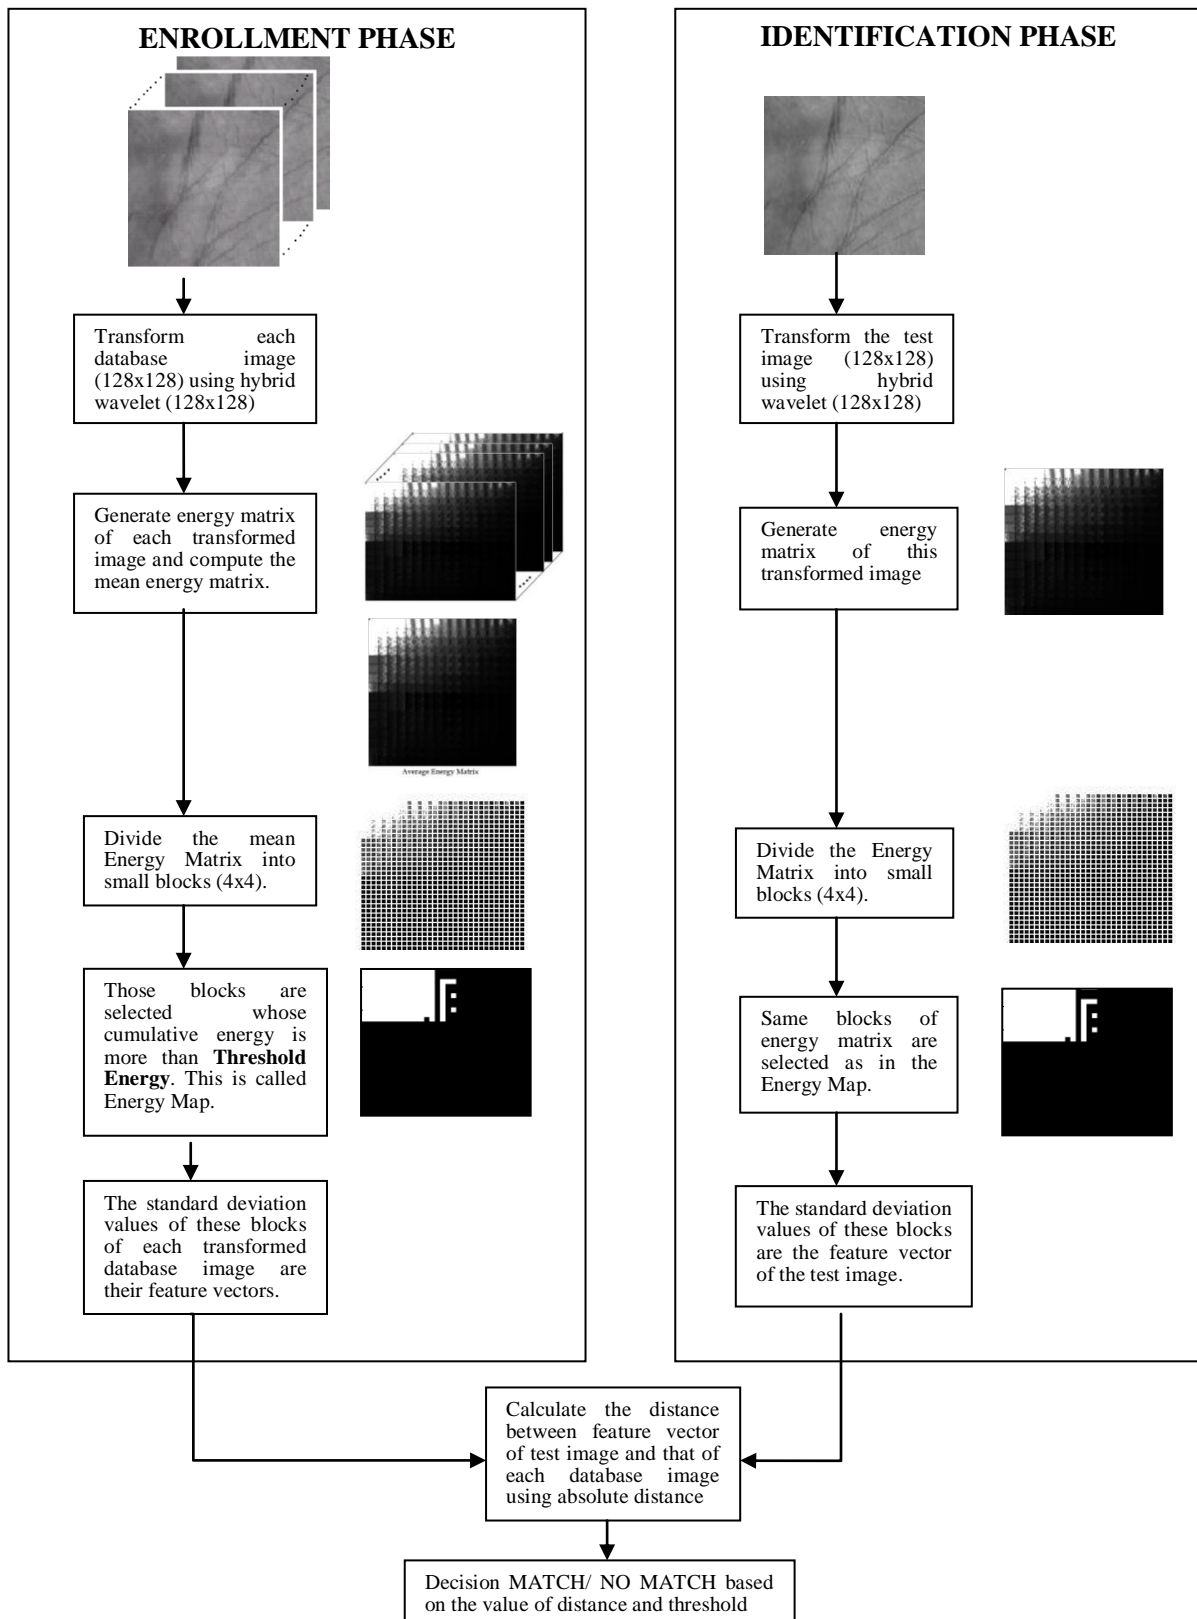 ENROLLMENT PHASE
Transform each
database image
(128x128) using hybrid
wavelet (128x128)
Generate energy matrix
of each transformed
image and compute the
mean energy matrix.
Average Energy Matrix
Divide the mean
Energy Matrix into
small blocks (4x4).
Those blocks are
selected whose
cumulative energy is
more than Threshold
Energy. This is called
Energy Map.
The standard deviation
values of these blocks
of each transformed
database image are
their feature vectors.
IDENTIFICATION PHASE
Transform the test
image (128x128)
using hybrid
wavelet (128x128)
Generate energy
matrix of this
transformed image
Divide the Energy
Matrix into small
blocks (4x4).
Same blocks of
energy matrix are
selected as in the
Energy Map.
The standard deviation
values of these blocks
are the feature vector
of the test image.
Calculate the distance
between feature vector
of test image and that of
each database image
using absolute distance
Decision MATCH/ NO MATCH based
on the value of distance and threshold